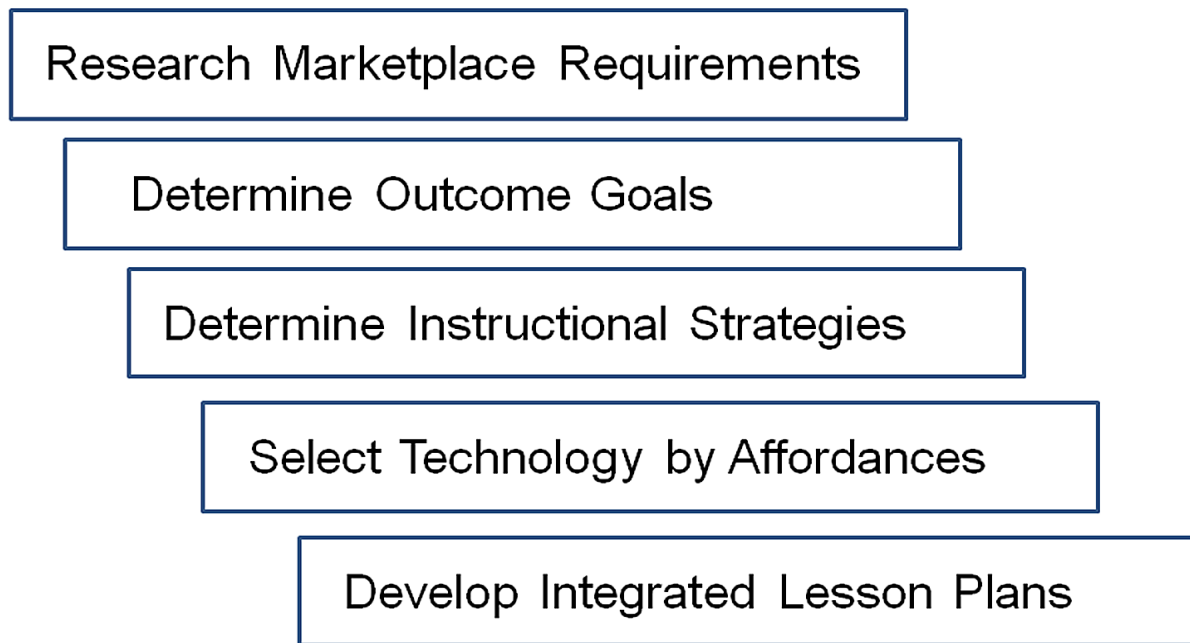 Research Marketplace Requirements
Determine Outcome Goals
Determine Instructional Strategies
Select Technology by Affordances
Develop Integrated Lesson Plans